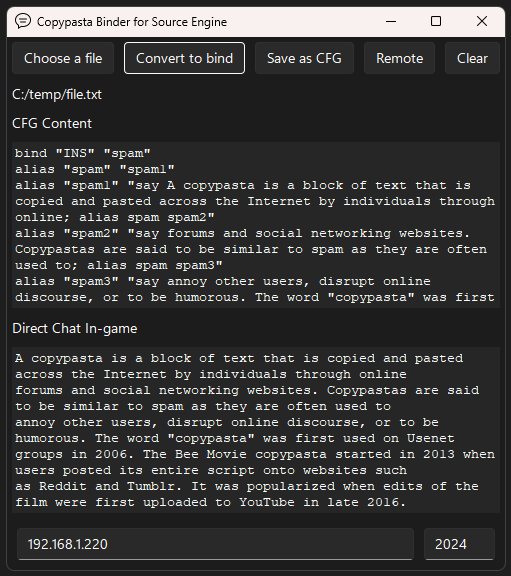 Copypasta Binder for Source Engine
Choose a file Convert to bind Save as CFG Remote Clear
C:/temp/file.txt
CFG Content
bind "INS" "spam"
alias "spam" "spam1"
alias "spam1" "say A copypasta is a block of text that is
copied and pasted across the Internet by individuals through
online; alias spam spam2"
alias "spam2" "say forums and social networking websites.
Copypastas are said to be similar to spam as they are often
used to; alias spam spam3"
alias "spam3" "say annoy other users, disrupt online
discourse, or to be humorous. The word "copypasta" was first
Direct Chat In-game
A copypasta is a block of text that is copied and pasted
across the Internet by individuals through online
forums and social networking websites. Copypastas are said
to be similar to spam as they are often used to
annoy other users, disrupt online discourse, or to be
humorous. The word "copypasta" was first used on Usenet
groups in 2006. The Bee Movie copypasta started in 2013 when
users posted its entire script onto websites such
as Reddit and Tumblr. It was popularized when edits of the
film were first uploaded to YouTube in late 2016.
192.168.1.220 2024